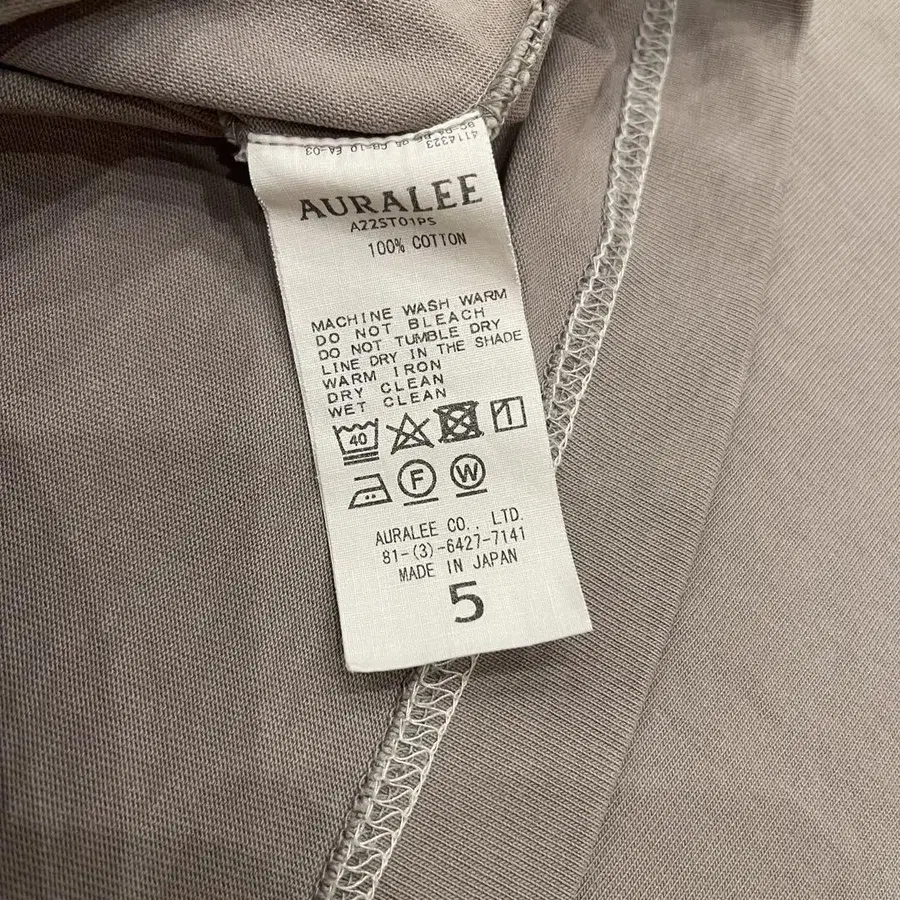 4114323
AURALEE
A22ST01PS
100% COTTON
MACHINE WASH WARM
DO NOT BLEACH
DO NOT TUMBLE DRY
LINE DRY IN THE SHADE
WARM IRON
DRY CLEAN
WET CLEAN
40
F W
AURALEE CO., LTD.
81-(3)-6427-7141
MADE IN JAPAN
5